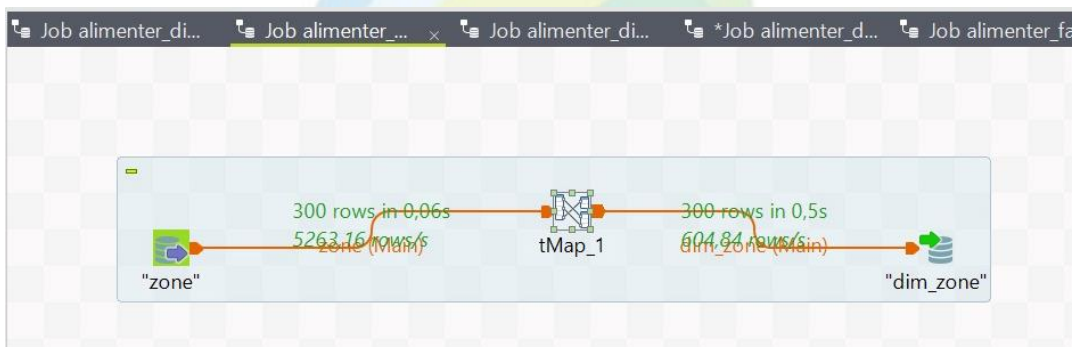 Job alimenter_di...
Job alimenter_...
Job alimenter_di...
*Job alimenter_d...
Job alimenter_fa
300 rows in 0,06s
5263,16 rows/s
zone (Main)
"zone"
tMap_1
300 rows in 0,5s
604,84 rows/s
dim_zone (Main)
"dim_zone"